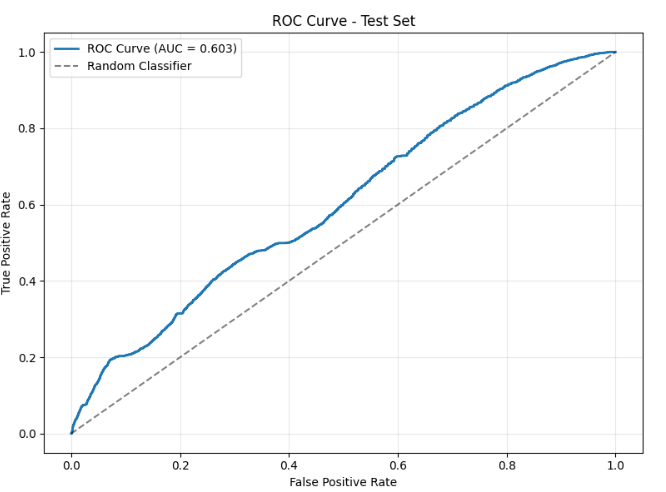 ROC Curve - Test Set
ROC Curve (AUC = 0.603)
Random Classifier
True Positive Rate
1.0
0.8
0.6
0.4
0.2
0.0
0.0 0.2 0.4 0.6 0.8 1.0
False Positive Rate